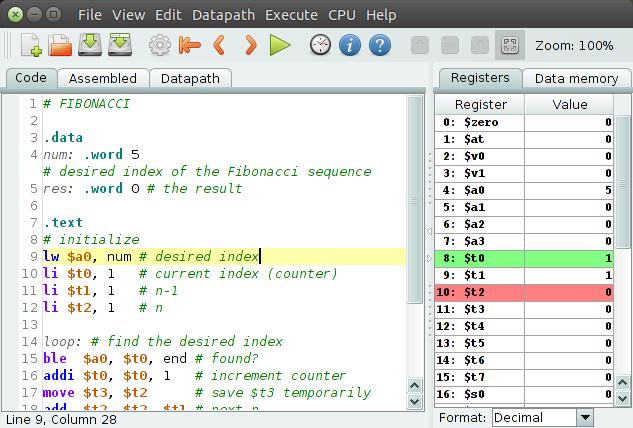 File View Edit Datapath Execute CPU Help
Zoom: 100%
Code Assembled Datapath
1 # FIBONACCI
2
3 .data
4 num: .word 5
# desired index of the Fibonacci sequence
5 res: .word 0 # the result
6
7 .text
8 # initialize
9 lw $a0, num # desired index
10 li $t0, 1 # current index (counter)
11 li $t1, 1 # n-1
12 li $t2, 1 # n
13
14 loop: # find the desired index
15 ble $a0, $t0, end # found?
16 addi $t0, $t0, 1 # increment counter
17 move $t3, $t2 # save $t3 temporarily
18 add $t2, $t2, $t1 # next n
Line 9, Column 28
Registers Data memory
Register Value
0: $zero 0
1: $at 0
2: $v0 0
3: $v1 0
4: $a0 5
5: $a1 0
6: $a2 0
7: $a3 0
8: $t0 1
9: $t1 1
10: $t2 0
11: $t3 0
12: $t4 0
13: $t5 0
14: $t6 0
15: $t7 0
16: $s0 0
Format: Decimal